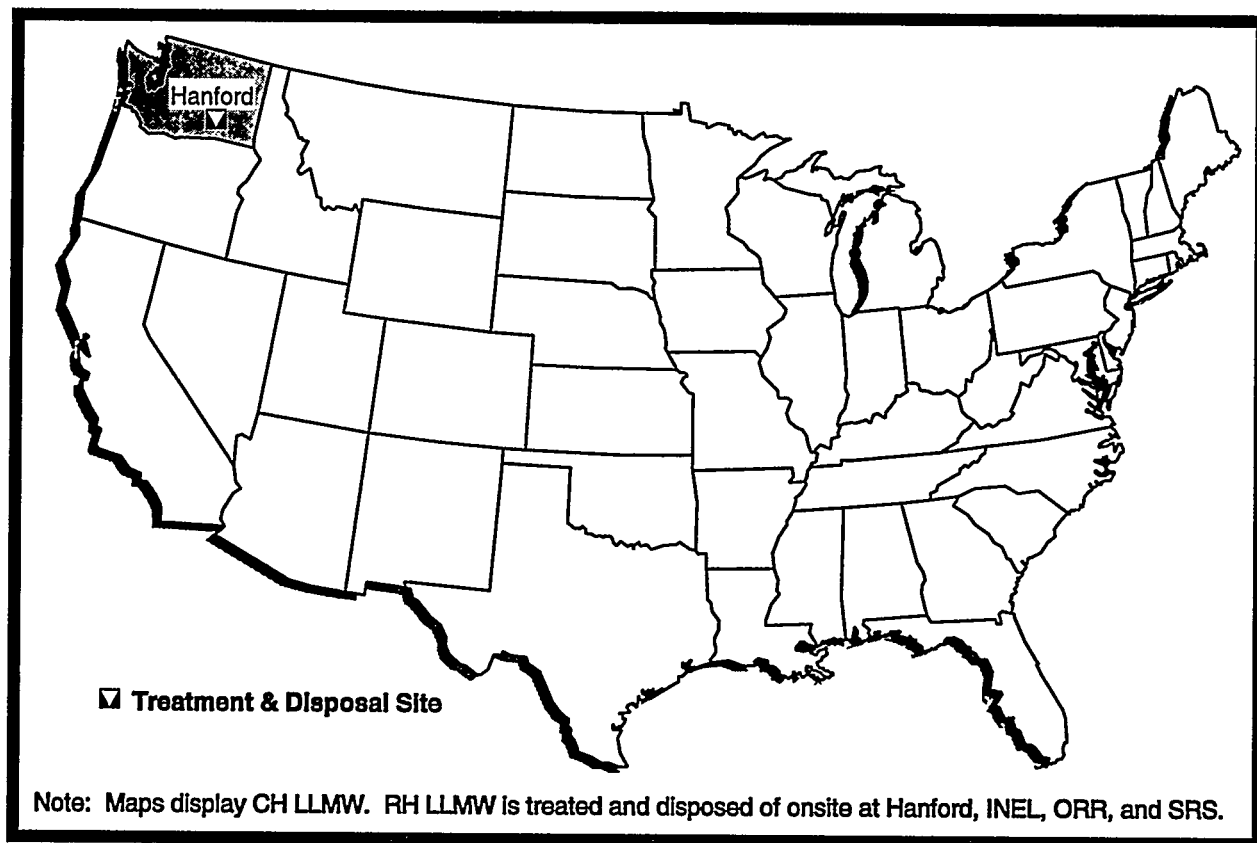 Hanford
Treatment & Disposal Site
Note: Maps display CH LLMW. RH LLMW is treated and disposed of onsite at Hanford, INEL, ORR, and SRS.